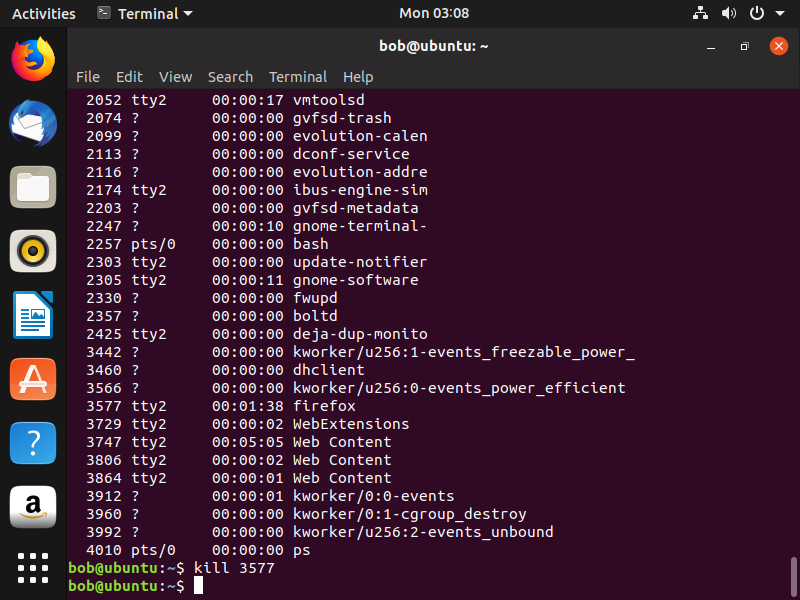 Activities Terminal Mon 03:08
bob@ubuntu: ~
File Edit View Search Terminal Help
2052 tty2 00:00:17 vmtoolsd
2074 ? 00:00:00 gvfsd-trash
2099 ? 00:00:00 evolution-calen
2113 ? 00:00:00 dconf-service
2116 ? 00:00:00 evolution-addre
2174 tty2 00:00:00 ibus-engine-sim
2203 ? 00:00:00 gvfsd-metadata
2247 ? 00:00:10 gnome-terminal-
2257 pts/0 00:00:00 bash
2303 tty2 00:00:00 update-notifier
2305 tty2 00:00:11 gnome-software
2330 ? 00:00:00 fwupd
2357 ? 00:00:00 boltd
2425 tty2 00:00:00 deja-dup-monito
3442 ? 00:00:00 kworker/u256:1-events_freezable_power_
3460 ? 00:00:00 dhclient
3566 ? 00:00:00 kworker/u256:0-events_power_efficient
3577 tty2 00:01:38 firefox
3729 tty2 00:00:02 WebExtensions
3747 tty2 00:05:05 Web Content
3806 tty2 00:00:02 Web Content
3864 tty2 00:00:01 Web Content
3912 ? 00:00:01 kworker/0:0-events
3960 ? 00:00:00 kworker/0:1-cgroup_destroy
3992 ? 00:00:00 kworker/u256:2-events_unbound
4010 pts/0 00:00:00 ps
bob@ubuntu:~$ kill 3577
bob@ubuntu:~$
?
a